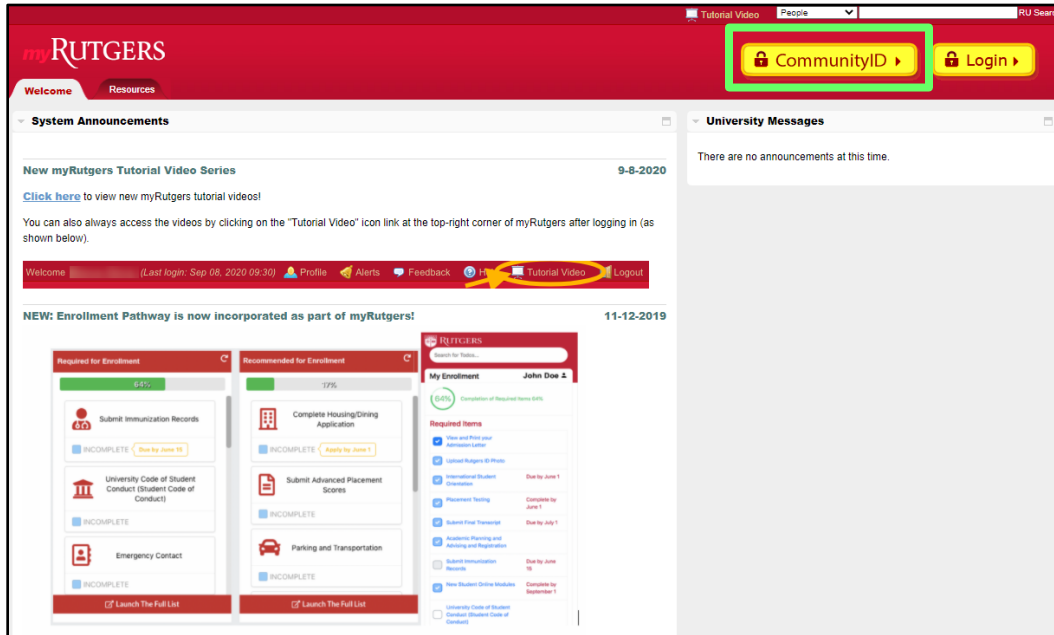 Tutorial Video People RU Sear
myRUTGERS
CommunityID
Login
Welcome Resources
System Announcements
University Messages
New myRutgers Tutorial Video Series 9-8-2020
There are no announcements at this time.
Click here to view new myRutgers tutorial videos!
You can also always access the videos by clicking on the "Tutorial Video" icon link at the top-right corner of myRutgers after logging in (as
shown below).
Welcome (Last login: Sep 08, 2020 09:30) Profile Alerts Feedback Tutorial Video Logout
NEW: Enrollment Pathway is now incorporated as part of myRutgers! 11-12-2019
Required for Enrollment
64%
Submit Immunization Records
INCOMPLETE Due by June 15
University Code of Student
Conduct (Student Code of
Conduct)
INCOMPLETE
Emergency Contact
INCOMPLETE
Launch The Full List
Recommended for Enrollment
17%
Complete Housing/Dining
Application
INCOMPLETE Apply by June 1
Submit Advanced Placement
Scores
INCOMPLETE
Parking and Transportation
INCOMPLETE
Launch The Full List
RUTGERS
Search for Todos...
My Enrollment John Doe
64% Completion of Required Items 64%
Required Items
View and Print your
Admission Letter
Upload Rutgers ID Photo
International Student Due by June 1
Orientation
Placement Testing Complete by
June 1
Submit Final Transcript Due by July 1
Academic Planning and
Advising and Registration
Submit Immunization Due by June
Records 15
New Student Online Modules Complete by
September 1
University Code of Student
Conduct (Student Code of
Conduct)